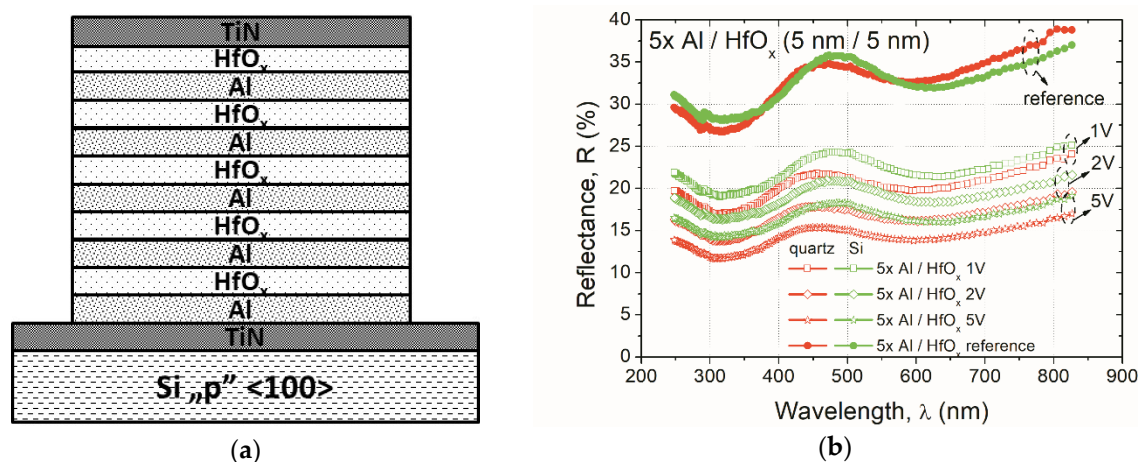 TiN
HfOₓ
Al
HfOₓ
Al
HfOₓ
Al
HfOₓ
Al
HfOₓ
Al
TiN
Si „p” <100>
(a)
5x Al / HfOₓ (5 nm / 5 nm)
40
35
30
25
20
15
10
5
0
Reflectance, R (%)
reference
1V
2V
5V
quartz Si
5x Al / HfOₓ 1V
5x Al / HfOₓ 2V
5x Al / HfOₓ 5V
5x Al / HfOₓ reference
200 300 400 500 600 700 800 900
Wavelength, λ (nm)
(b)